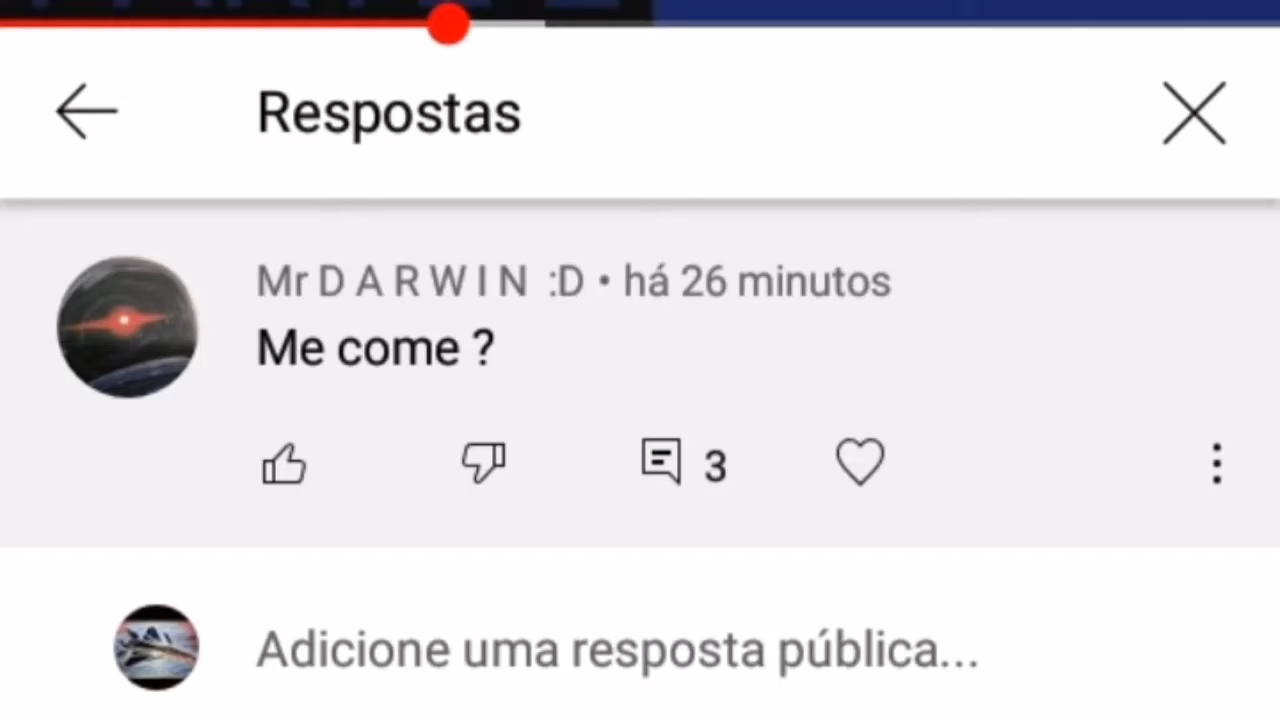 Respostas
Mr D A R W I N :D • há 26 minutos
Me come ?
3
Adicione uma resposta pública...